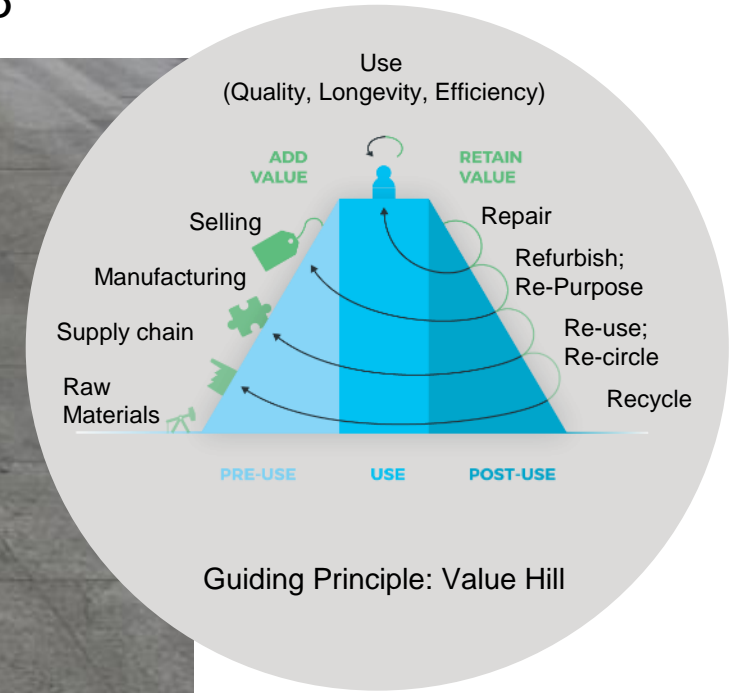 Use
(Quality, Longevity, Efficiency)
ADD
VALUE
RETAIN
VALUE
Selling
Repair
Manufacturing
Refurbish;
Re-Purpose
Supply chain
Re-use;
Re-circle
Raw
Materials
Recycle
PRE-USE
USE
POST-USE
Guiding Principle: Value Hill